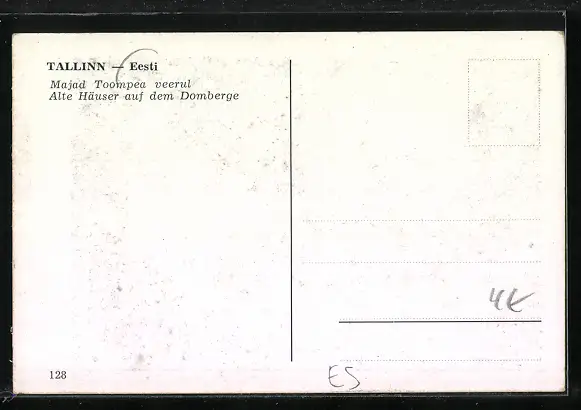 TALLINN — Eesti
Majad Toompea veerul
Alte Häuser auf dem Domberge
4€
128
ES